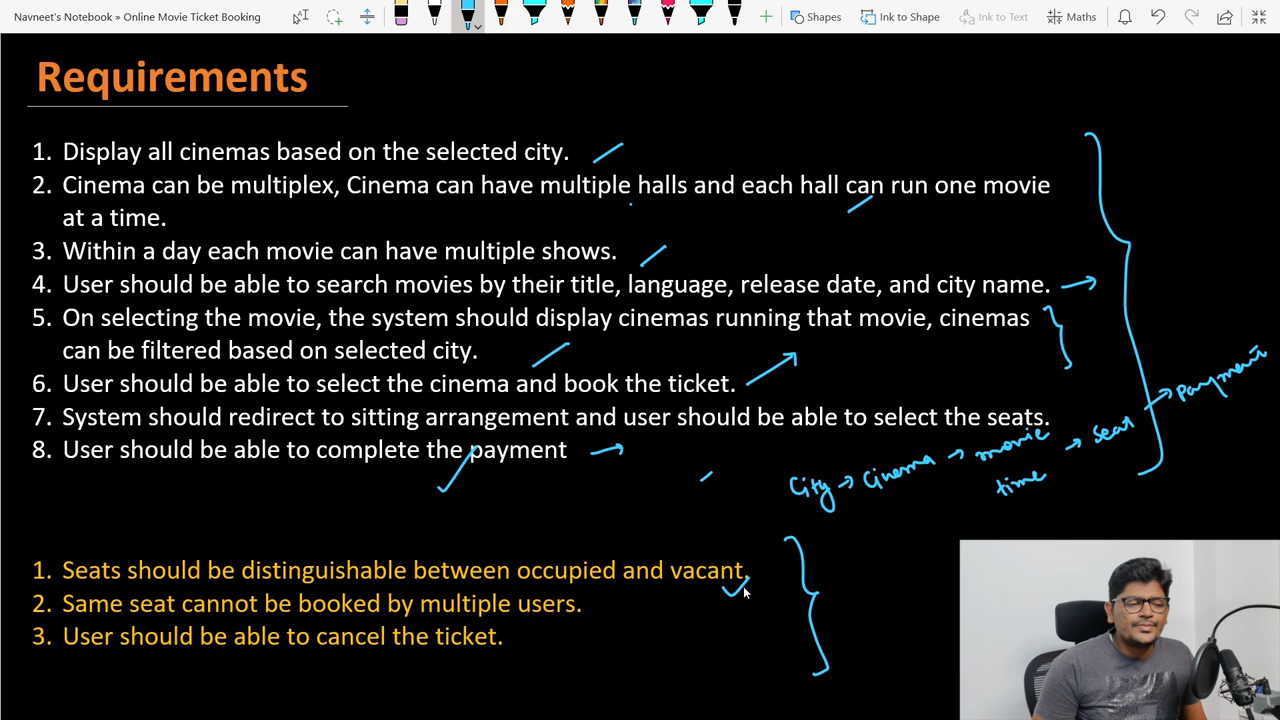 Navneet's Notebook » Online Movie Ticket Booking
Shapes
Ink to Shape
Ink to Text
Maths
Requirements
1. Display all cinemas based on the selected city.
2. Cinema can be multiplex, Cinema can have multiple halls and each hall can run one movie
at a time.
3. Within a day each movie can have multiple shows.
4. User should be able to search movies by their title, language, release date, and city name.
5. On selecting the movie, the system should display cinemas running that movie, cinemas
can be filtered based on selected city.
6. User should be able to select the cinema and book the ticket.
7. System should redirect to sitting arrangement and user should be able to select the seats.
8. User should be able to complete the payment
City → Cinema → movie time → Seat → payment
1. Seats should be distinguishable between occupied and vacant.
2. Same seat cannot be booked by multiple users.
3. User should be able to cancel the ticket.